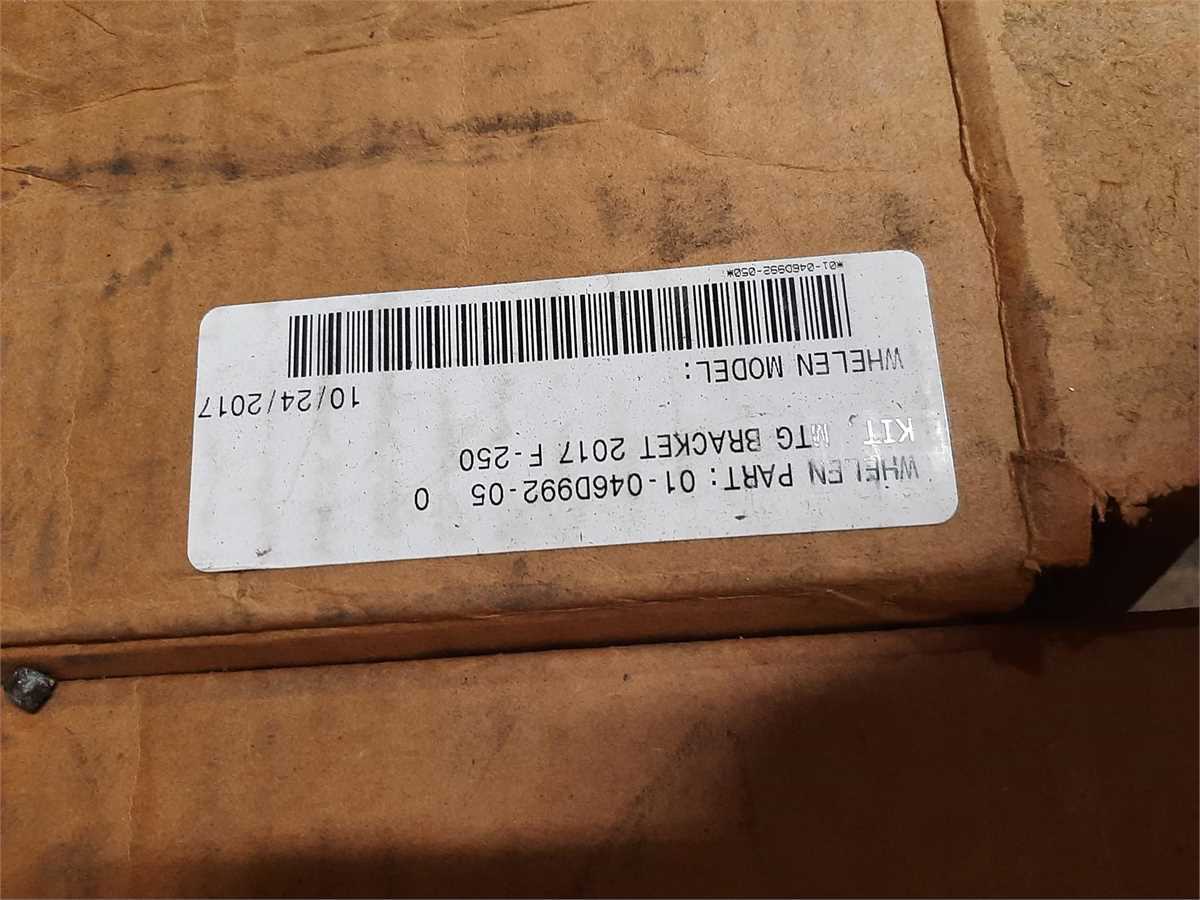 WHELEN PART: 01-046D992-05 0
KIT, MTG BRACKET 2017 F-250
WHELEN MODEL: 10/24/2017
*01-046D992-050*